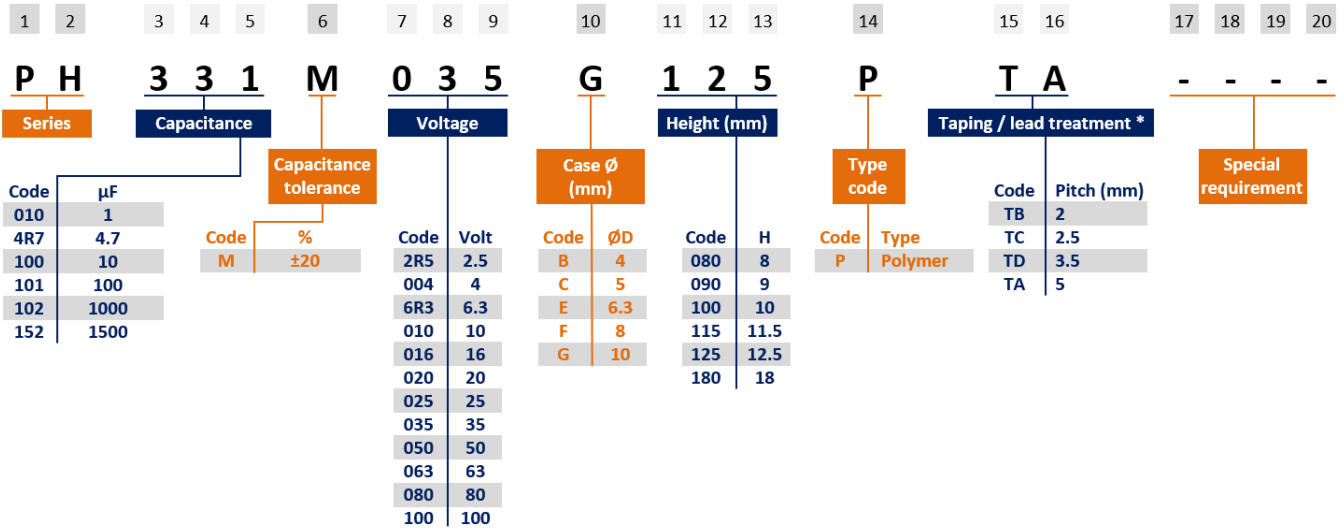 1 2 3 4 5 6 7 8 9 10 11 12 13 14 15 16 17 18 19 20
P H 3 3 1 M 0 3 5 G 1 2 5 P T A - - - -
Series Capacitance Voltage Height (mm) Taping / lead treatment *
Capacitance
tolerance
Case Ø
(mm)
Type
code
Special
requirement
Code µF
010 1
4R7 4.7
100 10
101 100
102 1000
152 1500
Code %
M ±20
Code Volt
2R5 2.5
004 4
6R3 6.3
010 10
016 16
020 20
025 25
035 35
050 50
063 63
080 80
100 100
Code ØD
B 4
C 5
E 6.3
F 8
G 10
Code H
080 8
090 9
100 10
115 11.5
125 12.5
180 18
Code Type
P Polymer
Code Pitch (mm)
TB 2
TC 2.5
TD 3.5
TA 5